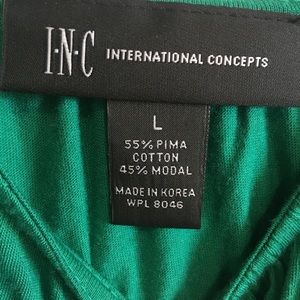 I·N·C INTERNATIONAL CONCEPTS
L
55% PIMA
COTTON
45% MODAL
MADE IN KOREA
WPL 8046